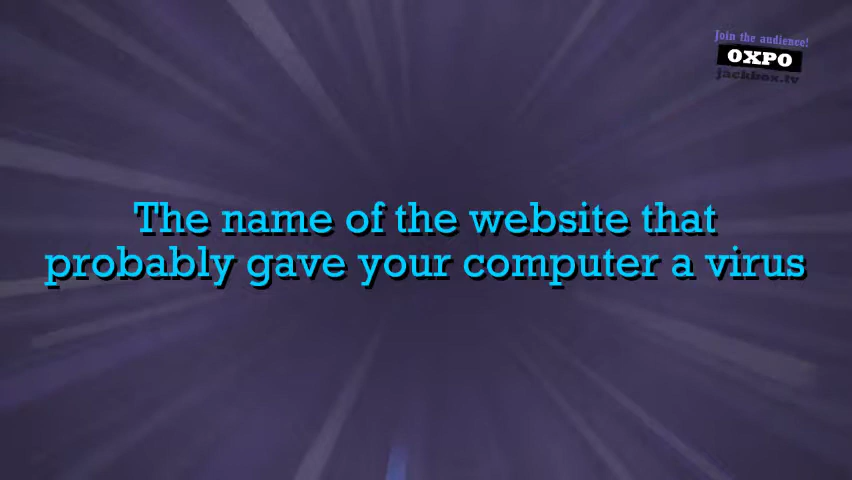 Join the audience!
OXPO
jackbox.tv
The name of the website that
probably gave your computer a virus